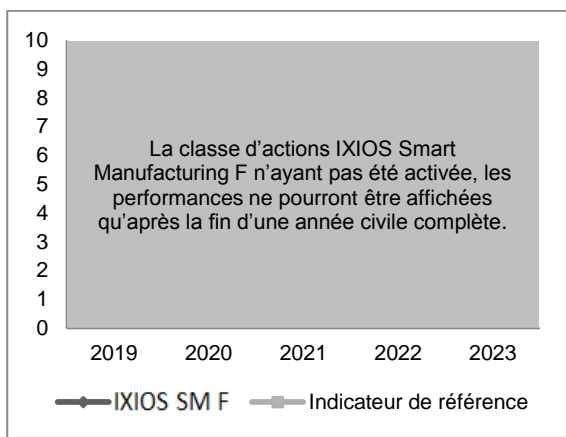 10
9
8
7
6
5
4
3
2
1
0
La classe d’actions IXIOS Smart
Manufacturing F n’ayant pas été activée, les
performances ne pourront être affichées
qu’après la fin d’une année civile complète.
2019 2020 2021 2022 2023
IXIOS SM F Indicateur de référence